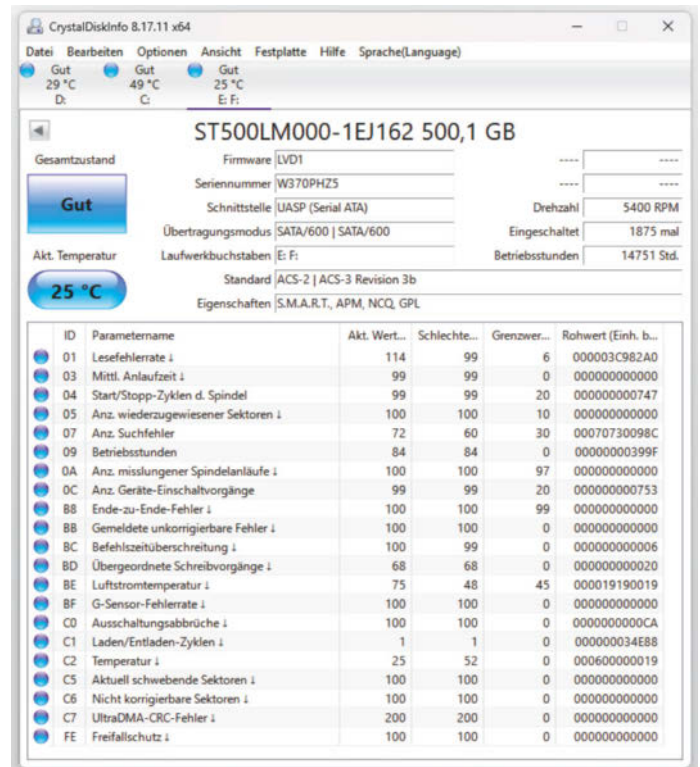 CrystalDiskInfo 8.17.11 x64
Datei Bearbeiten Optionen Ansicht Festplatte Hilfe Sprache(Language)
Gut Gut Gut
29 °C 49 °C 25 °C
D: C: E: F:
ST500LM000-1EJ162 500,1 GB
Gesamtzustand
Gut
Akt. Temperatur
25 °C
Firmware LVD1 ---- ----
Seriennummer W370PHZ5 ---- ----
Schnittstelle UASP (Serial ATA) Drehzahl 5400 RPM
Übertragungsmodus SATA/600 | SATA/600 Eingeschaltet 1875 mal
Laufwerkbuchstaben E: F: Betriebsstunden 14751 Std.
Standard ACS-2 | ACS-3 Revision 3b
Eigenschaften S.M.A.R.T., APM, NCQ, GPL
ID Parametername Akt. Wert... Schlechte... Grenzwer... Rohwert (Einh. b...
01 Lesefehlerrate ↓ 114 99 6 000003C982A0
03 Mittl. Anlaufzeit ↓ 99 99 0 000000000000
04 Start/Stopp-Zyklen d. Spindel 99 99 20 000000000747
05 Anz. wiederzugewiesener Sektoren ↓ 100 100 10 000000000000
07 Anz. Suchfehler 72 60 30 00070730098C
09 Betriebsstunden 84 84 0 00000000399F
0A Anz. misslungener Spindelanläufe ↓ 100 100 97 000000000000
0C Anz. Geräte-Einschaltvorgänge 99 99 20 000000000753
B8 Ende-zu-Ende-Fehler ↓ 100 100 99 000000000000
BB Gemeldete unkorrigierbare Fehler ↓ 100 100 0 000000000000
BC Befehlszeitüberschreitung ↓ 100 99 0 000000000006
BD Übergeordnete Schreibvorgänge ↓ 68 68 0 000000000020
BE Luftstromtemperatur ↓ 75 48 45 000019190019
BF G-Sensor-Fehlerrate ↓ 100 100 0 000000000000
C0 Ausschaltungsabbrüche ↓ 100 100 0 0000000000CA
C1 Laden/Entladen-Zyklen ↓ 1 1 0 000000034E88
C2 Temperatur ↓ 25 52 0 000600000019
C5 Aktuell schwebende Sektoren ↓ 100 100 0 000000000000
C6 Nicht korrigierbare Sektoren ↓ 100 100 0 000000000000
C7 UltraDMA-CRC-Fehler ↓ 200 200 0 000000000000
FE Freifallschutz ↓ 100 100 0 000000000000